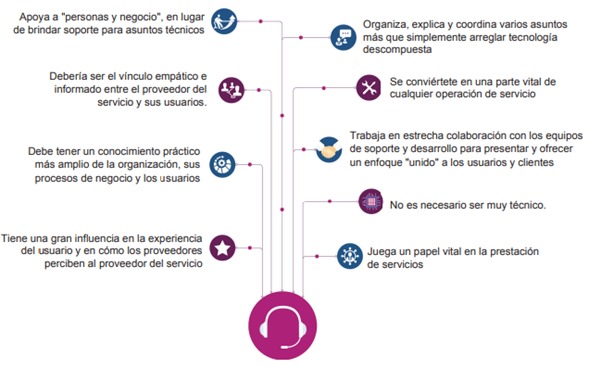 Apoya a "personas y negocio", en lugar
de brindar soporte para asuntos técnicos
Debería ser el vínculo empático e
informado entre el proveedor del
servicio y sus usuarios.
Debe tener un conocimiento práctico
más amplio de la organización, sus
procesos de negocio y los usuarios
Tiene una gran influencia en la experiencia
del usuario y en cómo los proveedores
perciben al proveedor del servicio
Organiza, explica y coordina varios asuntos
más que simplemente arreglar tecnología
descompuesta
Se conviértete en una parte vital de
cualquier operación de servicio
Trabaja en estrecha colaboración con los equipos
de soporte y desarrollo para presentar y ofrecer
un enfoque "unido" a los usuarios y clientes
No es necesario ser muy técnico.
Juega un papel vital en la prestación
de servicios